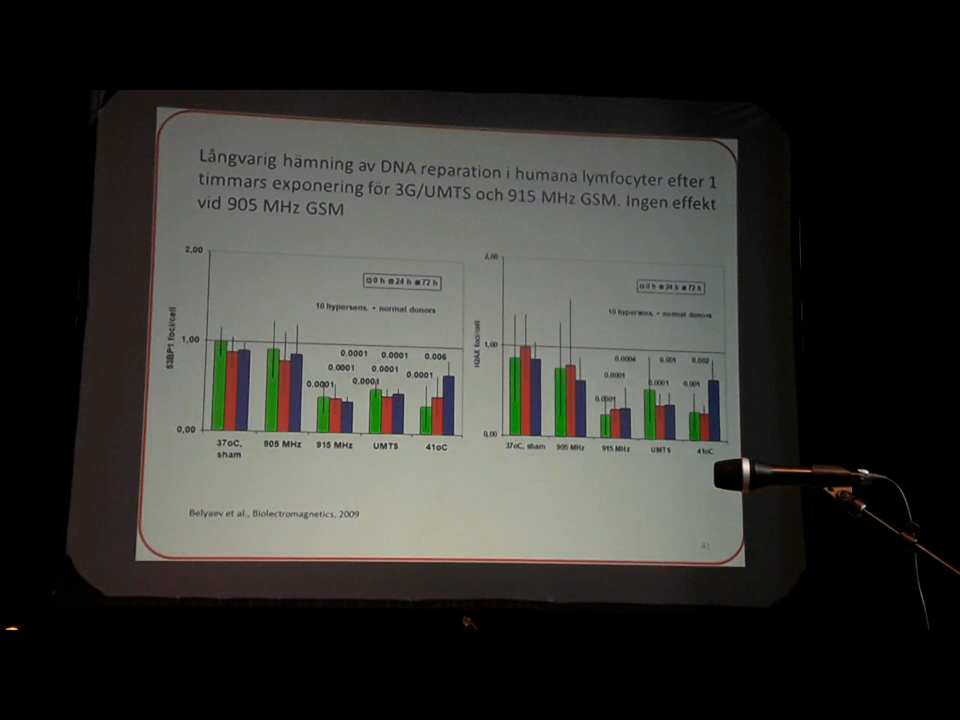 Långvarig hämning av DNA reparation i humana lymfocyter efter 1
timmars exponering för 3G/UMTS och 915 MHz GSM. Ingen effekt
vid 905 MHz GSM
2,00
0 h 24 h 72 h
10 hypersens. + normal donors
53BP1 foci/cell
1,00
0.0001 0.0001 0.006
0.0001 0.0001 0.0001
0.0001 0.0001
0,00
37oC, sham
905 MHz
915 MHz
UMTS
41oC
2,00
0 h 24 h 72 h
10 hypersens. + normal donors
H2AX foci/cell
1,00
0.0004 0.001 0.002
0.0001 0.0001 0.001
0.0001
0,00
37oC, sham
905 MHz
915 MHz
UMTS
41oC
Belyaev et al., Biolectromagnetics, 2009